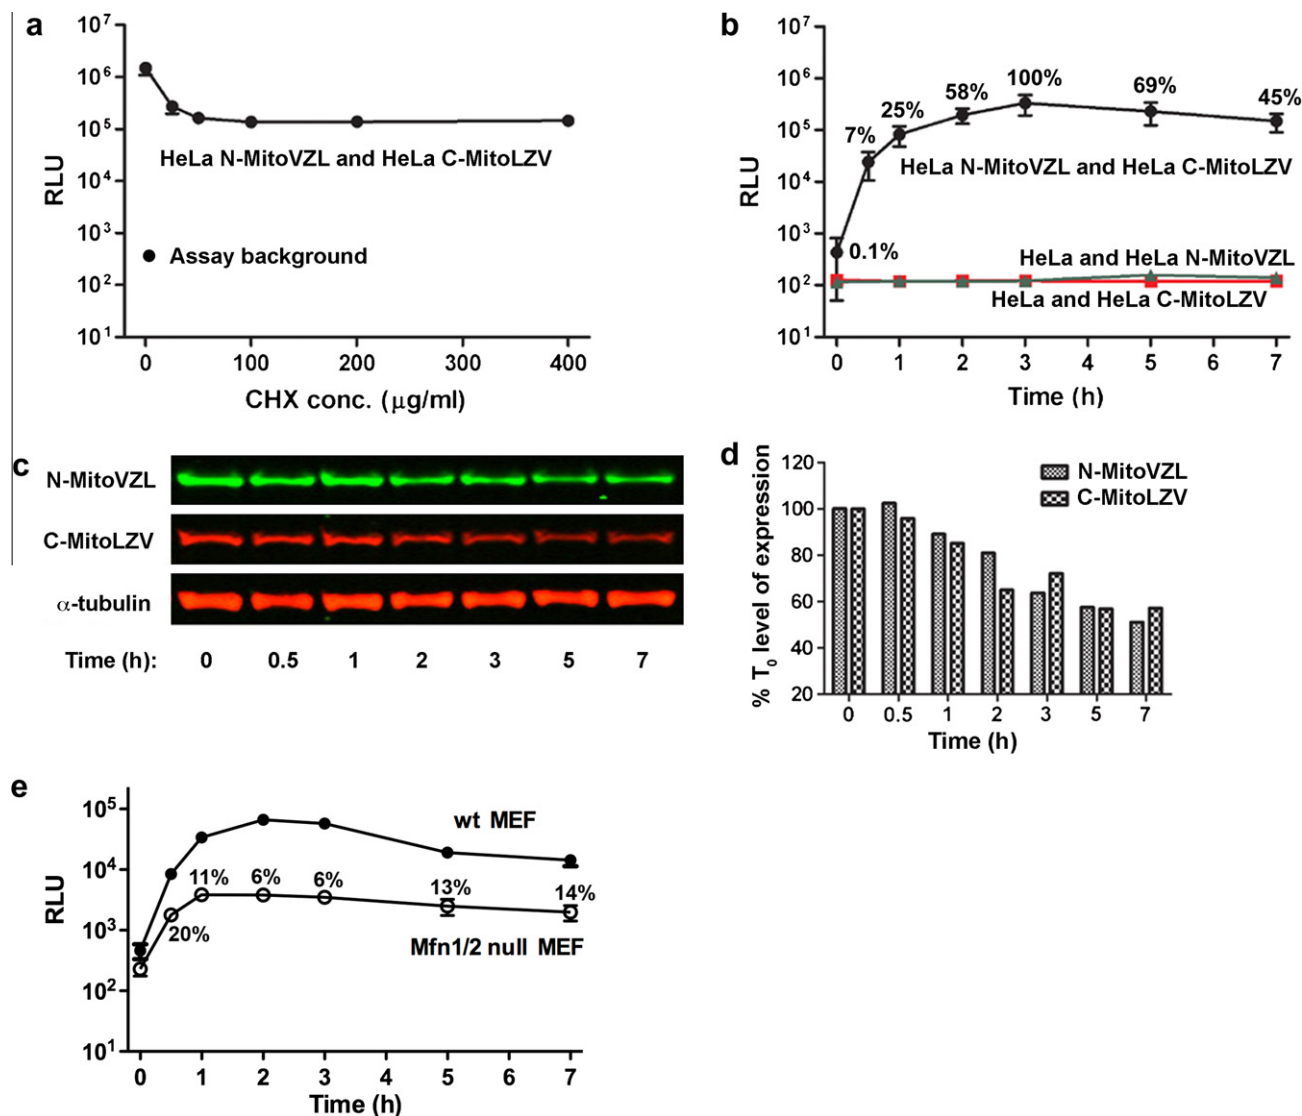 a
10⁷
10⁶
10⁵
10⁴
10³
10²
10¹
RLU
HeLa N-MitoVZL and HeLa C-MitoLZV
Assay background
0 100 200 300 400
CHX conc. (μg/ml)
b
10⁷
10⁶
10⁵
10⁴
10³
10²
10¹
RLU
0.1%
7%
25%
58%
100%
69%
45%
HeLa N-MitoVZL and HeLa C-MitoLZV
HeLa and HeLa N-MitoVZL
HeLa and HeLa C-MitoLZV
0 1 2 3 4 5 6 7
Time (h)
c
N-MitoVZL
C-MitoLZV
α-tubulin
Time (h): 0 0.5 1 2 3 5 7
d
120
100
80
60
40
20
% T₀ level of expression
N-MitoVZL
C-MitoLZV
0 0.5 1 2 3 5 7
Time (h)
e
10⁵
10⁴
10³
10²
10¹
RLU
wt MEF
20%
11%
6%
6%
13%
14%
Mfn1/2 null MEF
0 1 2 3 4 5 6 7
Time (h)